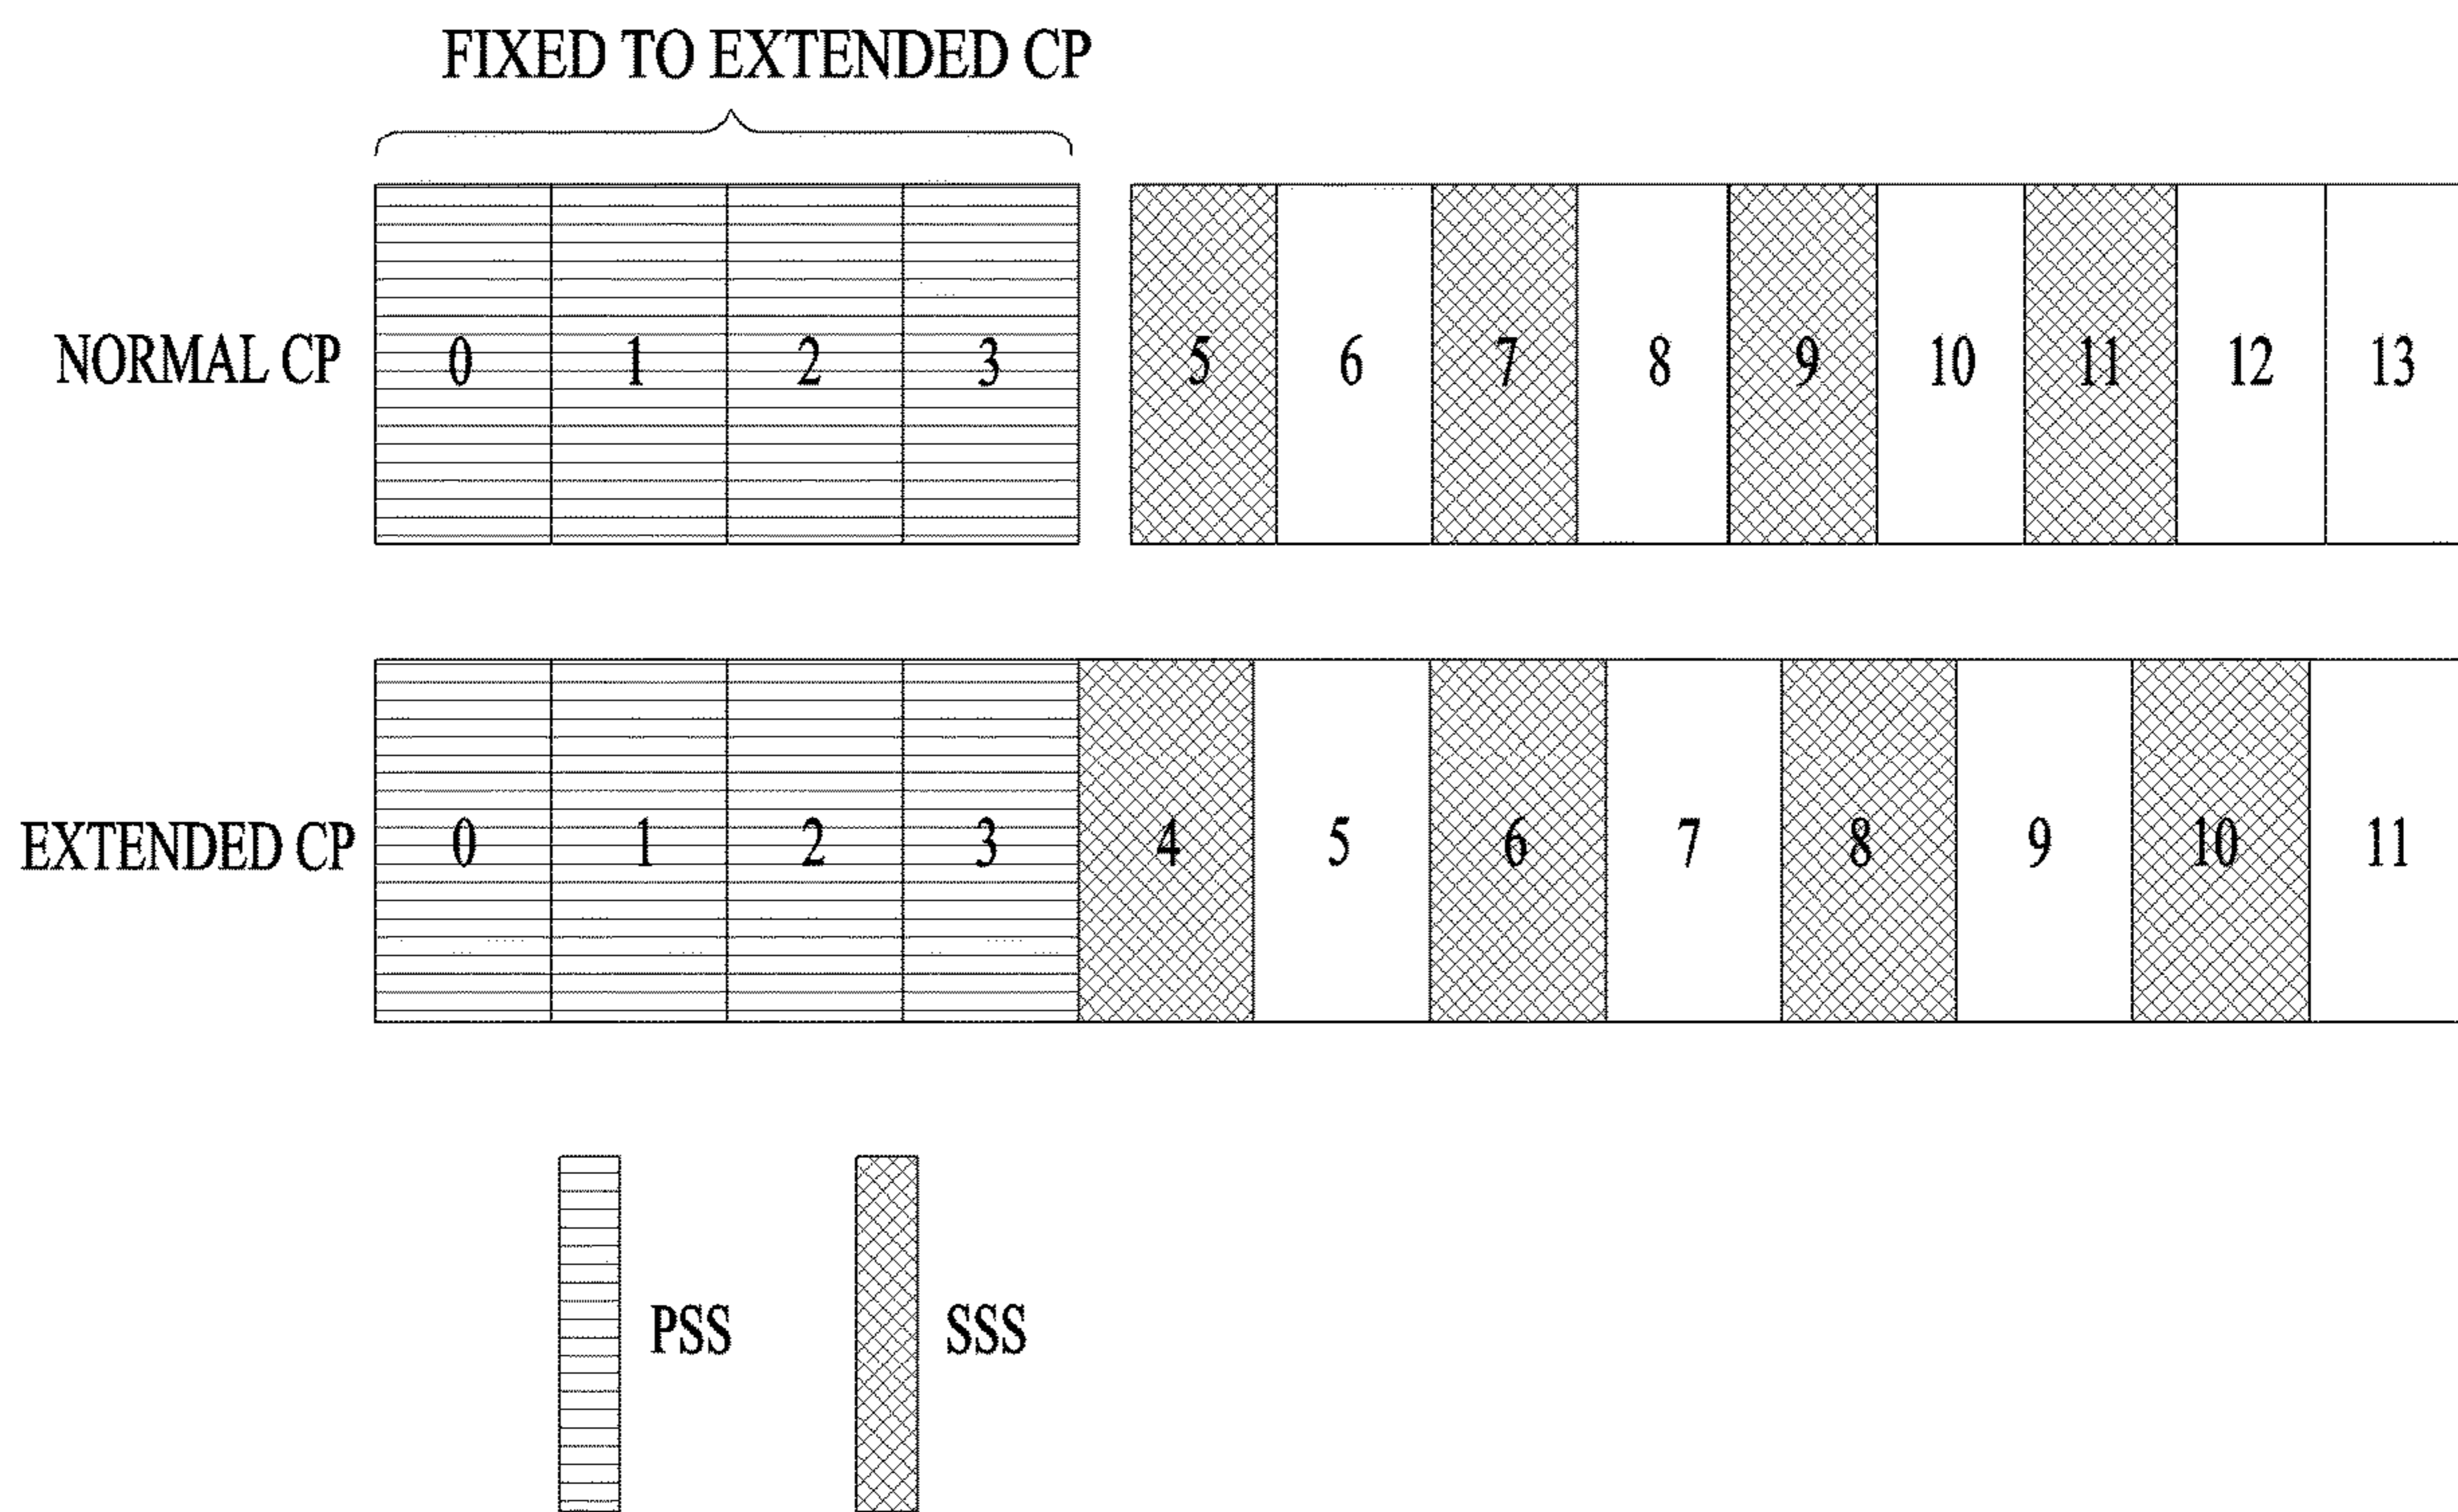 FIXED TO EXTENDED CP
NORMAL CP 0 1 2 3 5 6 7 8 9 10 11 12 13
EXTENDED CP 0 1 2 3 4 5 6 7 8 9 10 11
PSS SSS